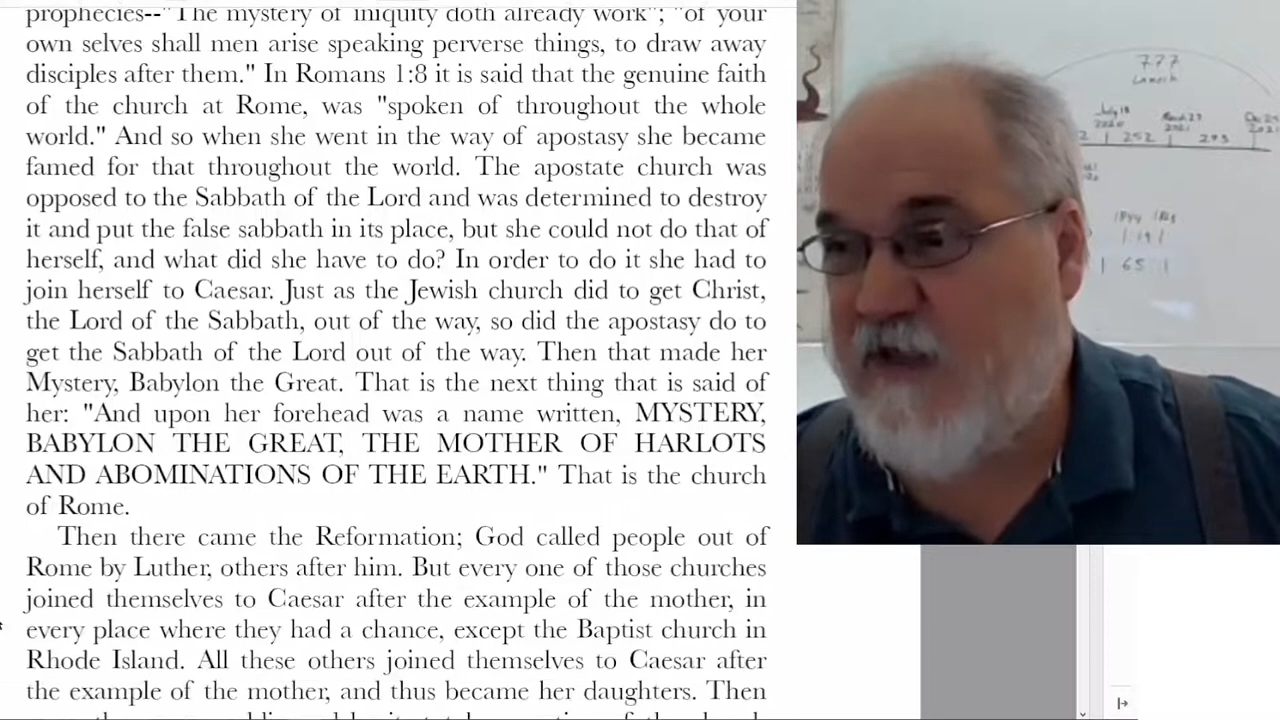 prophecies--"The mystery of iniquity doth already work"; "of your
own selves shall men arise speaking perverse things, to draw away
disciples after them." In Romans 1:8 it is said that the genuine faith
of the church at Rome, was "spoken of throughout the whole
world." And so when she went in the way of apostasy she became
famed for that throughout the world. The apostate church was
opposed to the Sabbath of the Lord and was determined to destroy
it and put the false sabbath in its place, but she could not do that of
herself, and what did she have to do? In order to do it she had to
join herself to Caesar. Just as the Jewish church did to get Christ,
the Lord of the Sabbath, out of the way, so did the apostasy do to
get the Sabbath of the Lord out of the way. Then that made her
Mystery, Babylon the Great. That is the next thing that is said of
her: "And upon her forehead was a name written, MYSTERY,
BABYLON THE GREAT, THE MOTHER OF HARLOTS
AND ABOMINATIONS OF THE EARTH." That is the church
of Rome.
Then there came the Reformation; God called people out of
Rome by Luther, others after him. But every one of those churches
joined themselves to Caesar after the example of the mother, in
every place where they had a chance, except the Baptist church in
Rhode Island. All these others joined themselves to Caesar after
the example of the mother, and thus became her daughters. Then
777
Lamech
July 18
2020
252
273
65